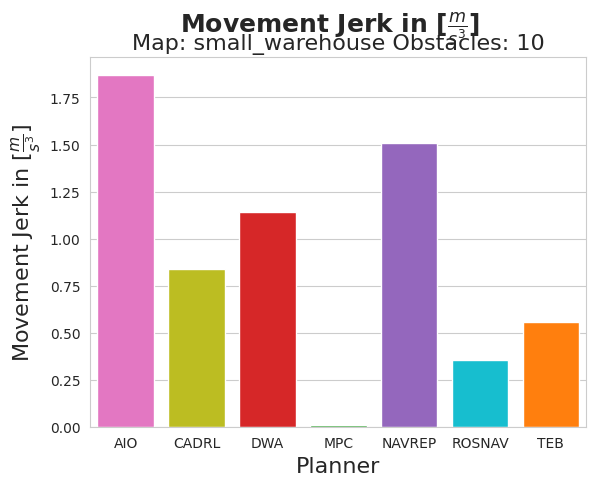 Movement Jerk in [m/s³]
Map: small_warehouse Obstacles: 10
Movement Jerk in [m/s³]
1.75
1.50
1.25
1.00
0.75
0.50
0.25
0.00
AIO CADRL DWA MPC NAVREP ROSNAV TEB
Planner